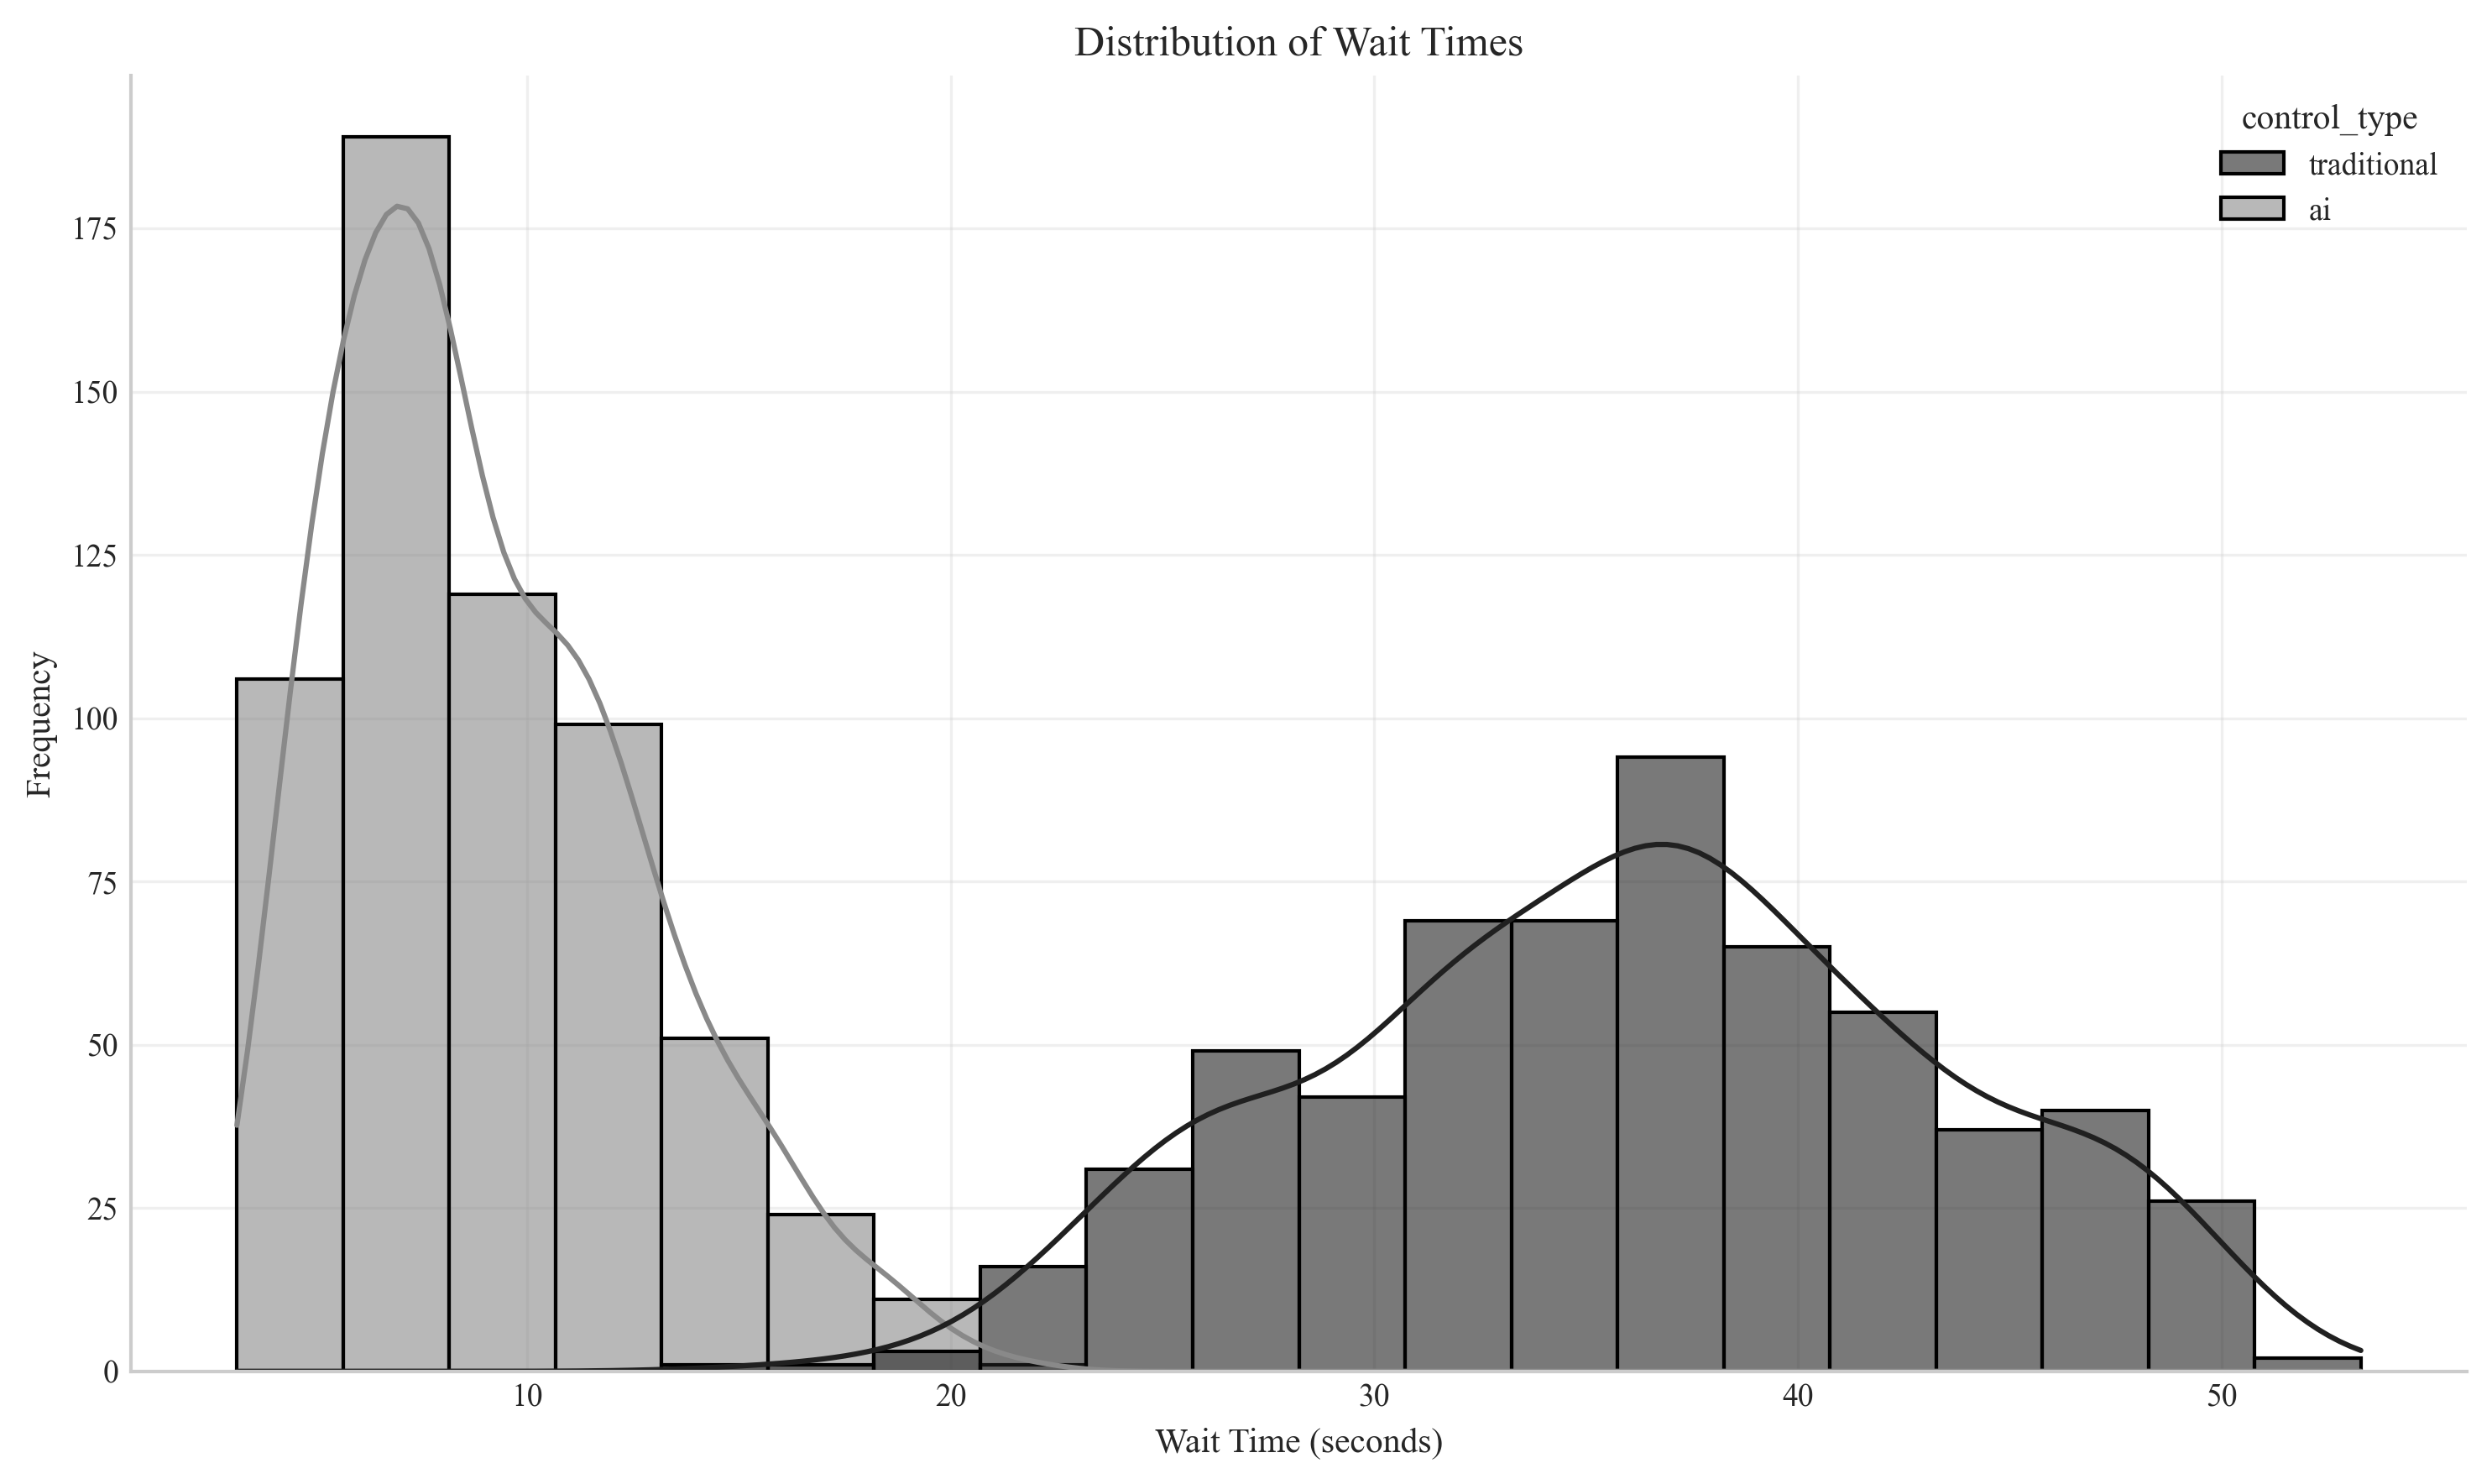 Distribution of Wait Times
control_type
traditional
ai
Frequency
175
150
125
100
75
50
25
0
10 20 30 40 50
Wait Time (seconds)